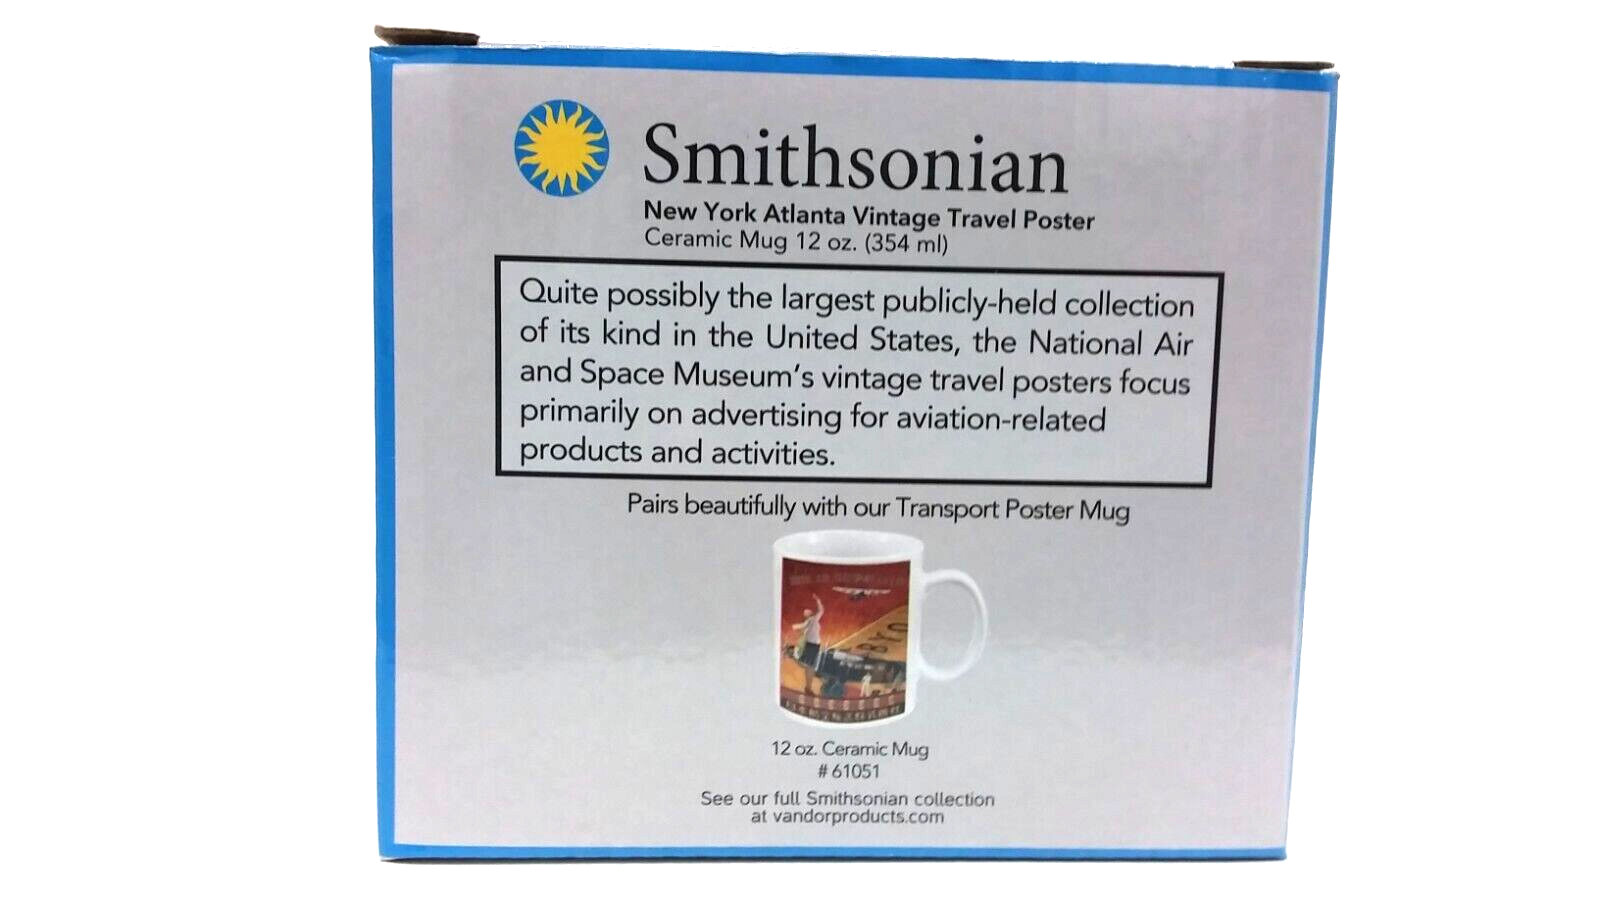 Smithsonian
New York Atlanta Vintage Travel Poster
Ceramic Mug 12 oz. (354 ml)
Quite possibly the largest publicly-held collection
of its kind in the United States, the National Air
and Space Museum's vintage travel posters focus
primarily on advertising for aviation-related
products and activities.
Pairs beautifully with our Transport Poster Mug
12 oz. Ceramic Mug
# 61051
See our full Smithsonian collection
at vandorproducts.com